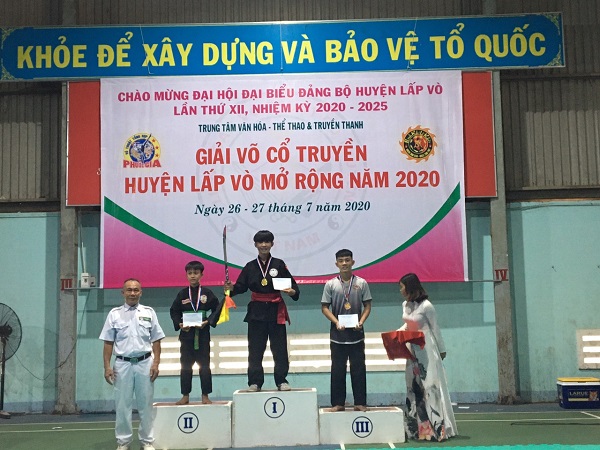 KHỎE ĐỂ XÂY DỰNG VÀ BẢO VỆ TỔ QUỐC
CHÀO MỪNG ĐẠI HỘI ĐẠI BIỂU ĐẢNG BỘ HUYỆN LẤP VÒ
LẦN THỨ XII, NHIỆM KỲ 2020 - 2025
TRUNG TÂM VĂN HÓA - THỂ THAO & TRUYỀN THANH
GIẢI VÕ CỔ TRUYỀN
HUYỆN LẤP VÒ MỞ RỘNG NĂM 2020
Ngày 26 - 27 tháng 7 năm 2020
NAM
IV
II
I
III